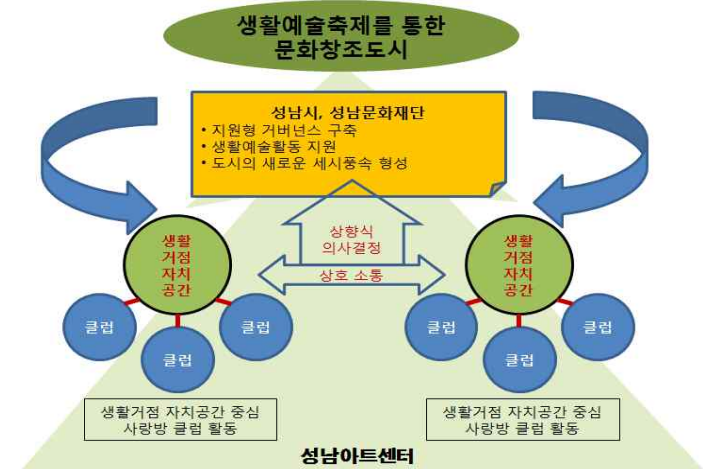 생활예술축제를 통한
문화창조도시
성남시, 성남문화재단
• 지원형 거버넌스 구축
• 생활예술활동 지원
• 도시의 새로운 세시풍속 형성
상향식
의사결정
상호 소통
생활
거점
자치
공간
클럽
클럽
클럽
생활거점 자치공간 중심
사랑방 클럽 활동
생활
거점
자치
공간
클럽
클럽
클럽
생활거점 자치공간 중심
사랑방 클럽 활동
성남아트센터